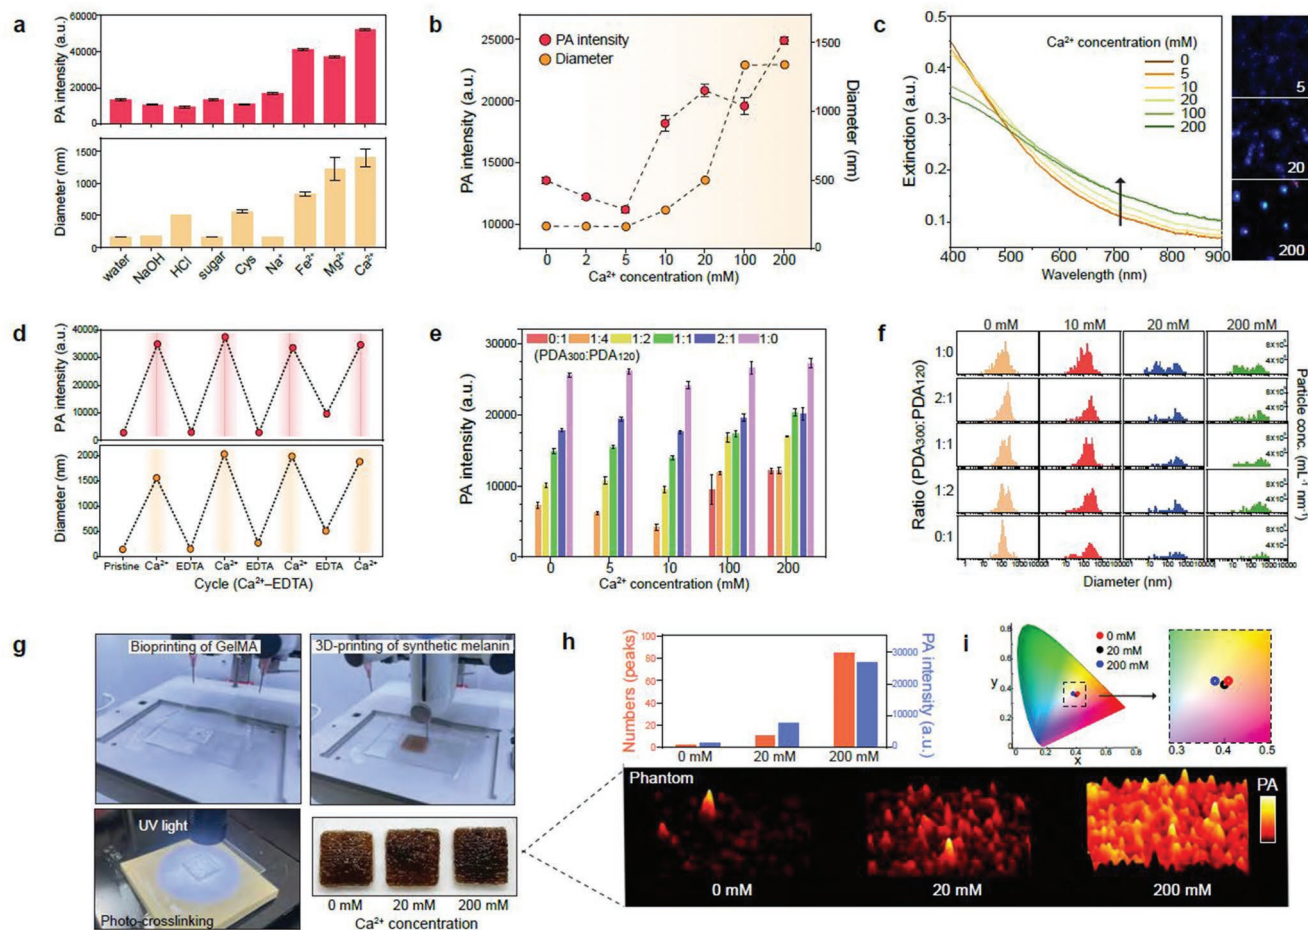 a
PA intensity (a.u.)
60000
40000
20000
0
Diameter (nm)
1500
1000
500
0
water
NaOH
HCl
sugar
Cys
Na⁺
Fe²⁺
Mg²⁺
Ca²⁺
b
PA intensity
Diameter
PA intensity (a.u.)
25000
20000
15000
10000
Diameter (nm)
1500
1000
500
0
0
2
5
10
20
100
200
Ca²⁺ concentration (mM)
c
Extinction (a.u.)
0.5
0.4
0.3
0.2
0.1
Ca²⁺ concentration (mM)
0
5
10
20
100
200
400
500
600
700
800
900
Wavelength (nm)
5
20
200
d
PA intensity (a.u.)
40000
30000
20000
10000
0
Diameter (nm)
2000
1500
1000
500
0
Pristine
Ca²⁺
EDTA
Ca²⁺
EDTA
Ca²⁺
EDTA
Ca²⁺
Cycle (Ca²⁺–EDTA)
e
0:1
1:4
1:2
1:1
2:1
1:0
(PDA300:PDA120)
PA intensity (a.u.)
25000
20000
15000
10000
5000
0
0
5
10
100
200
Ca²⁺ concentration (mM)
f
0 mM
10 mM
20 mM
200 mM
Ratio (PDA300:PDA120)
1:0
2:1
1:1
1:2
0:1
Particle conc. (mL⁻¹ nm⁻¹)
Diameter (nm)
g
Bioprinting of GelMA
3D-printing of synthetic melanin
UV light
Photo-crosslinking
0 mM
20 mM
200 mM
Ca²⁺ concentration
h
Numbers (peaks)
100
80
60
40
20
0
PA intensity (a.u.)
30000
20000
10000
0
0 mM
20 mM
200 mM
Phantom
PA
0 mM
20 mM
200 mM
i
0 mM
20 mM
200 mM
y
0.8
0.6
0.4
0.2
0
0
0.2
0.4
0.6
0.8
x
0.3
0.4
0.5